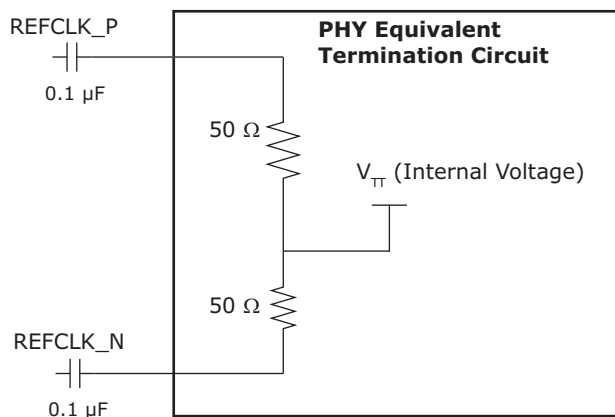 REFCLK_P
0.1 µF
PHY Equivalent
Termination Circuit
50 Ω
V_TT (Internal Voltage)
50 Ω
REFCLK_N
0.1 µF